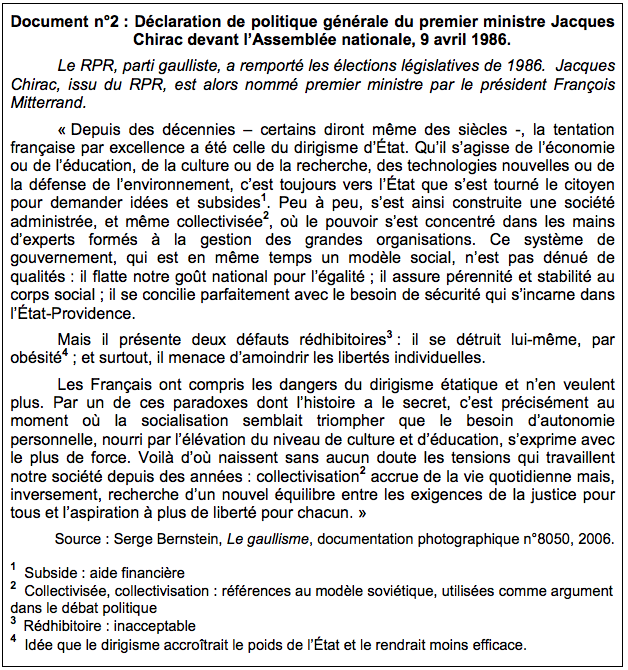 Document n°2 : Déclaration de politique générale du premier ministre Jacques
Chirac devant l'Assemblée nationale, 9 avril 1986.
Le RPR, parti gaulliste, a remporté les élections législatives de 1986. Jacques
Chirac, issu du RPR, est alors nommé premier ministre par le président François
Mitterrand.
« Depuis des décennies – certains diront même des siècles -, la tentation
française par excellence a été celle du dirigisme d'État. Qu'il s'agisse de l'économie
ou de l'éducation, de la culture ou de la recherche, des technologies nouvelles ou de
la défense de l'environnement, c'est toujours vers l'État que s'est tourné le citoyen
pour demander idées et subsides¹. Peu à peu, s'est ainsi construite une société
administrée, et même collectivisée², où le pouvoir s'est concentré dans les mains
d'experts formés à la gestion des grandes organisations. Ce système de
gouvernement, qui est en même temps un modèle social, n'est pas dénué de
qualités : il flatte notre goût national pour l'égalité ; il assure pérennité et stabilité au
corps social ; il se concilie parfaitement avec le besoin de sécurité qui s'incarne dans
l'État-Providence.
Mais il présente deux défauts rédhibitoires³ : il se détruit lui-même, par
obésité⁴ ; et surtout, il menace d'amoindrir les libertés individuelles.
Les Français ont compris les dangers du dirigisme étatique et n'en veulent
plus. Par un de ces paradoxes dont l'histoire a le secret, c'est précisément au
moment où la socialisation semblait triompher que le besoin d'autonomie
personnelle, nourri par l'élévation du niveau de culture et d'éducation, s'exprime avec
le plus de force. Voilà d'où naissent sans aucun doute les tensions qui travaillent
notre société depuis des années : collectivisation² accrue de la vie quotidienne mais,
inversement, recherche d'un nouvel équilibre entre les exigences de la justice pour
tous et l'aspiration à plus de liberté pour chacun. »
Source : Serge Bernstein, Le gaullisme, documentation photographique n°8050, 2006.
¹ Subside : aide financière
² Collectivisée, collectivisation : références au modèle soviétique, utilisées comme argument
dans le débat politique
³ Rédhibitoire : inacceptable
⁴ Idée que le dirigisme accroîtrait le poids de l'État et le rendrait moins efficace.